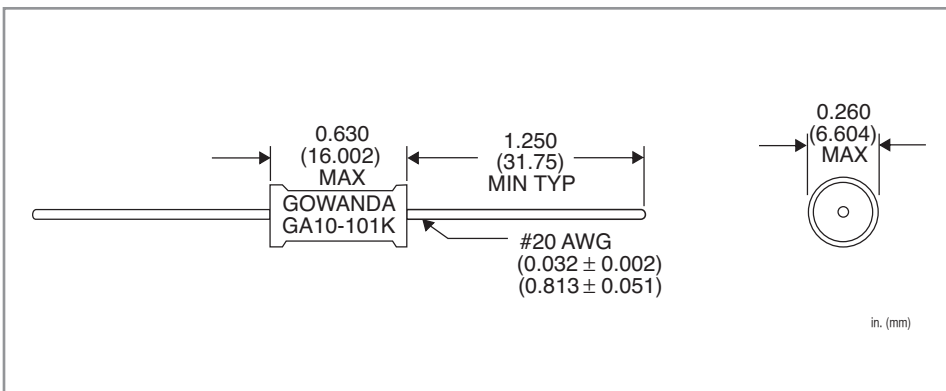 0.630
(16.002)
MAX
1.250
(31.75)
MIN TYP
0.260
(6.604)
MAX
GOWANDA
GA10-101K
#20 AWG
(0.032 ± 0.002)
(0.813 ± 0.051)
in. (mm)